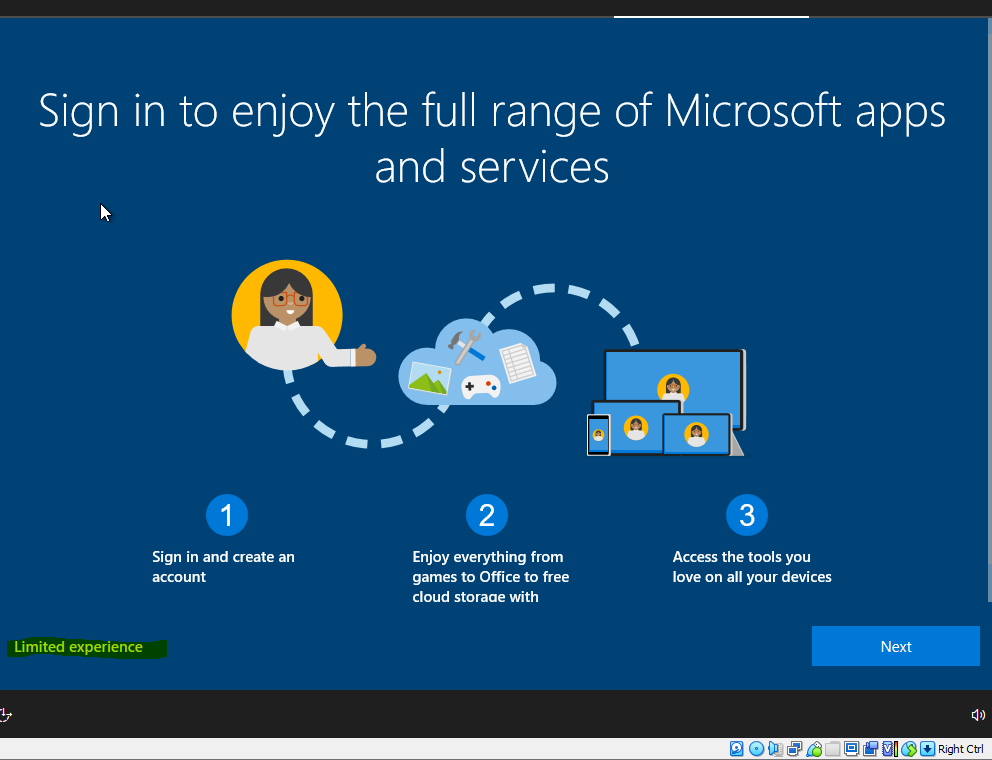 Sign in to enjoy the full range of Microsoft apps
and services
1
2
3
Sign in and create an
account
Enjoy everything from
games to Office to free
cloud storage with
Access the tools you
love on all your devices
Limited experience
Next
Right Ctrl